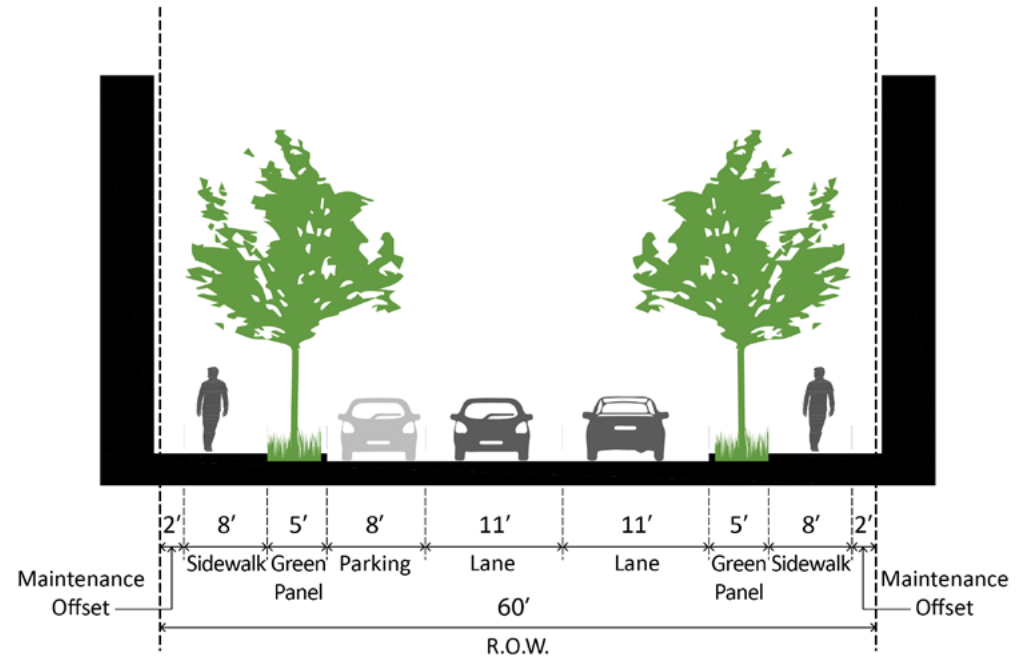 2′ 8′ 5′ 8′ 11′ 11′ 5′ 8′ 2′
Sidewalk Green Parking Lane Lane Green Sidewalk
Panel Panel
Maintenance Maintenance
Offset Offset
60′
R.O.W.